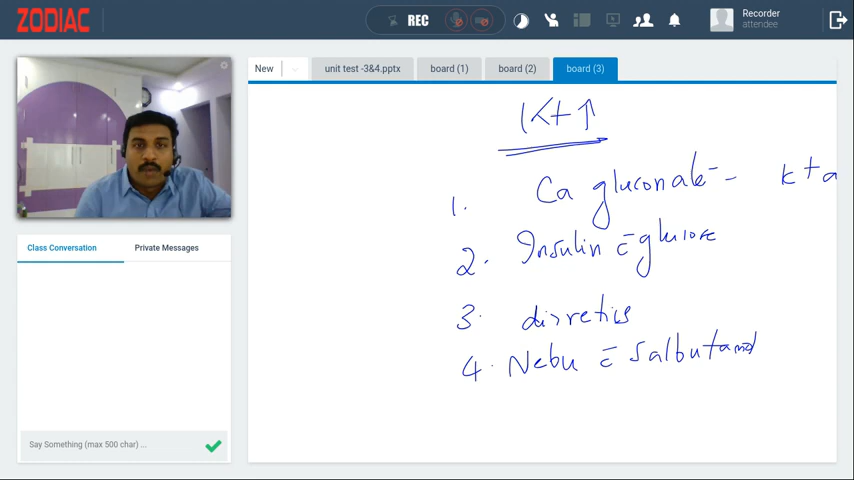 ZODIAC
REC
Recorder
attendee
New
unit test -3&4.pptx
board (1)
board (2)
board (3)
K+ ↑
1. Ca gluconate - k+ a
2. Insulin c̄ glucose
3. diuretics
4. Nebu c̄ Salbutamol
Class Conversation
Private Messages
Say Something (max 500 char) ...